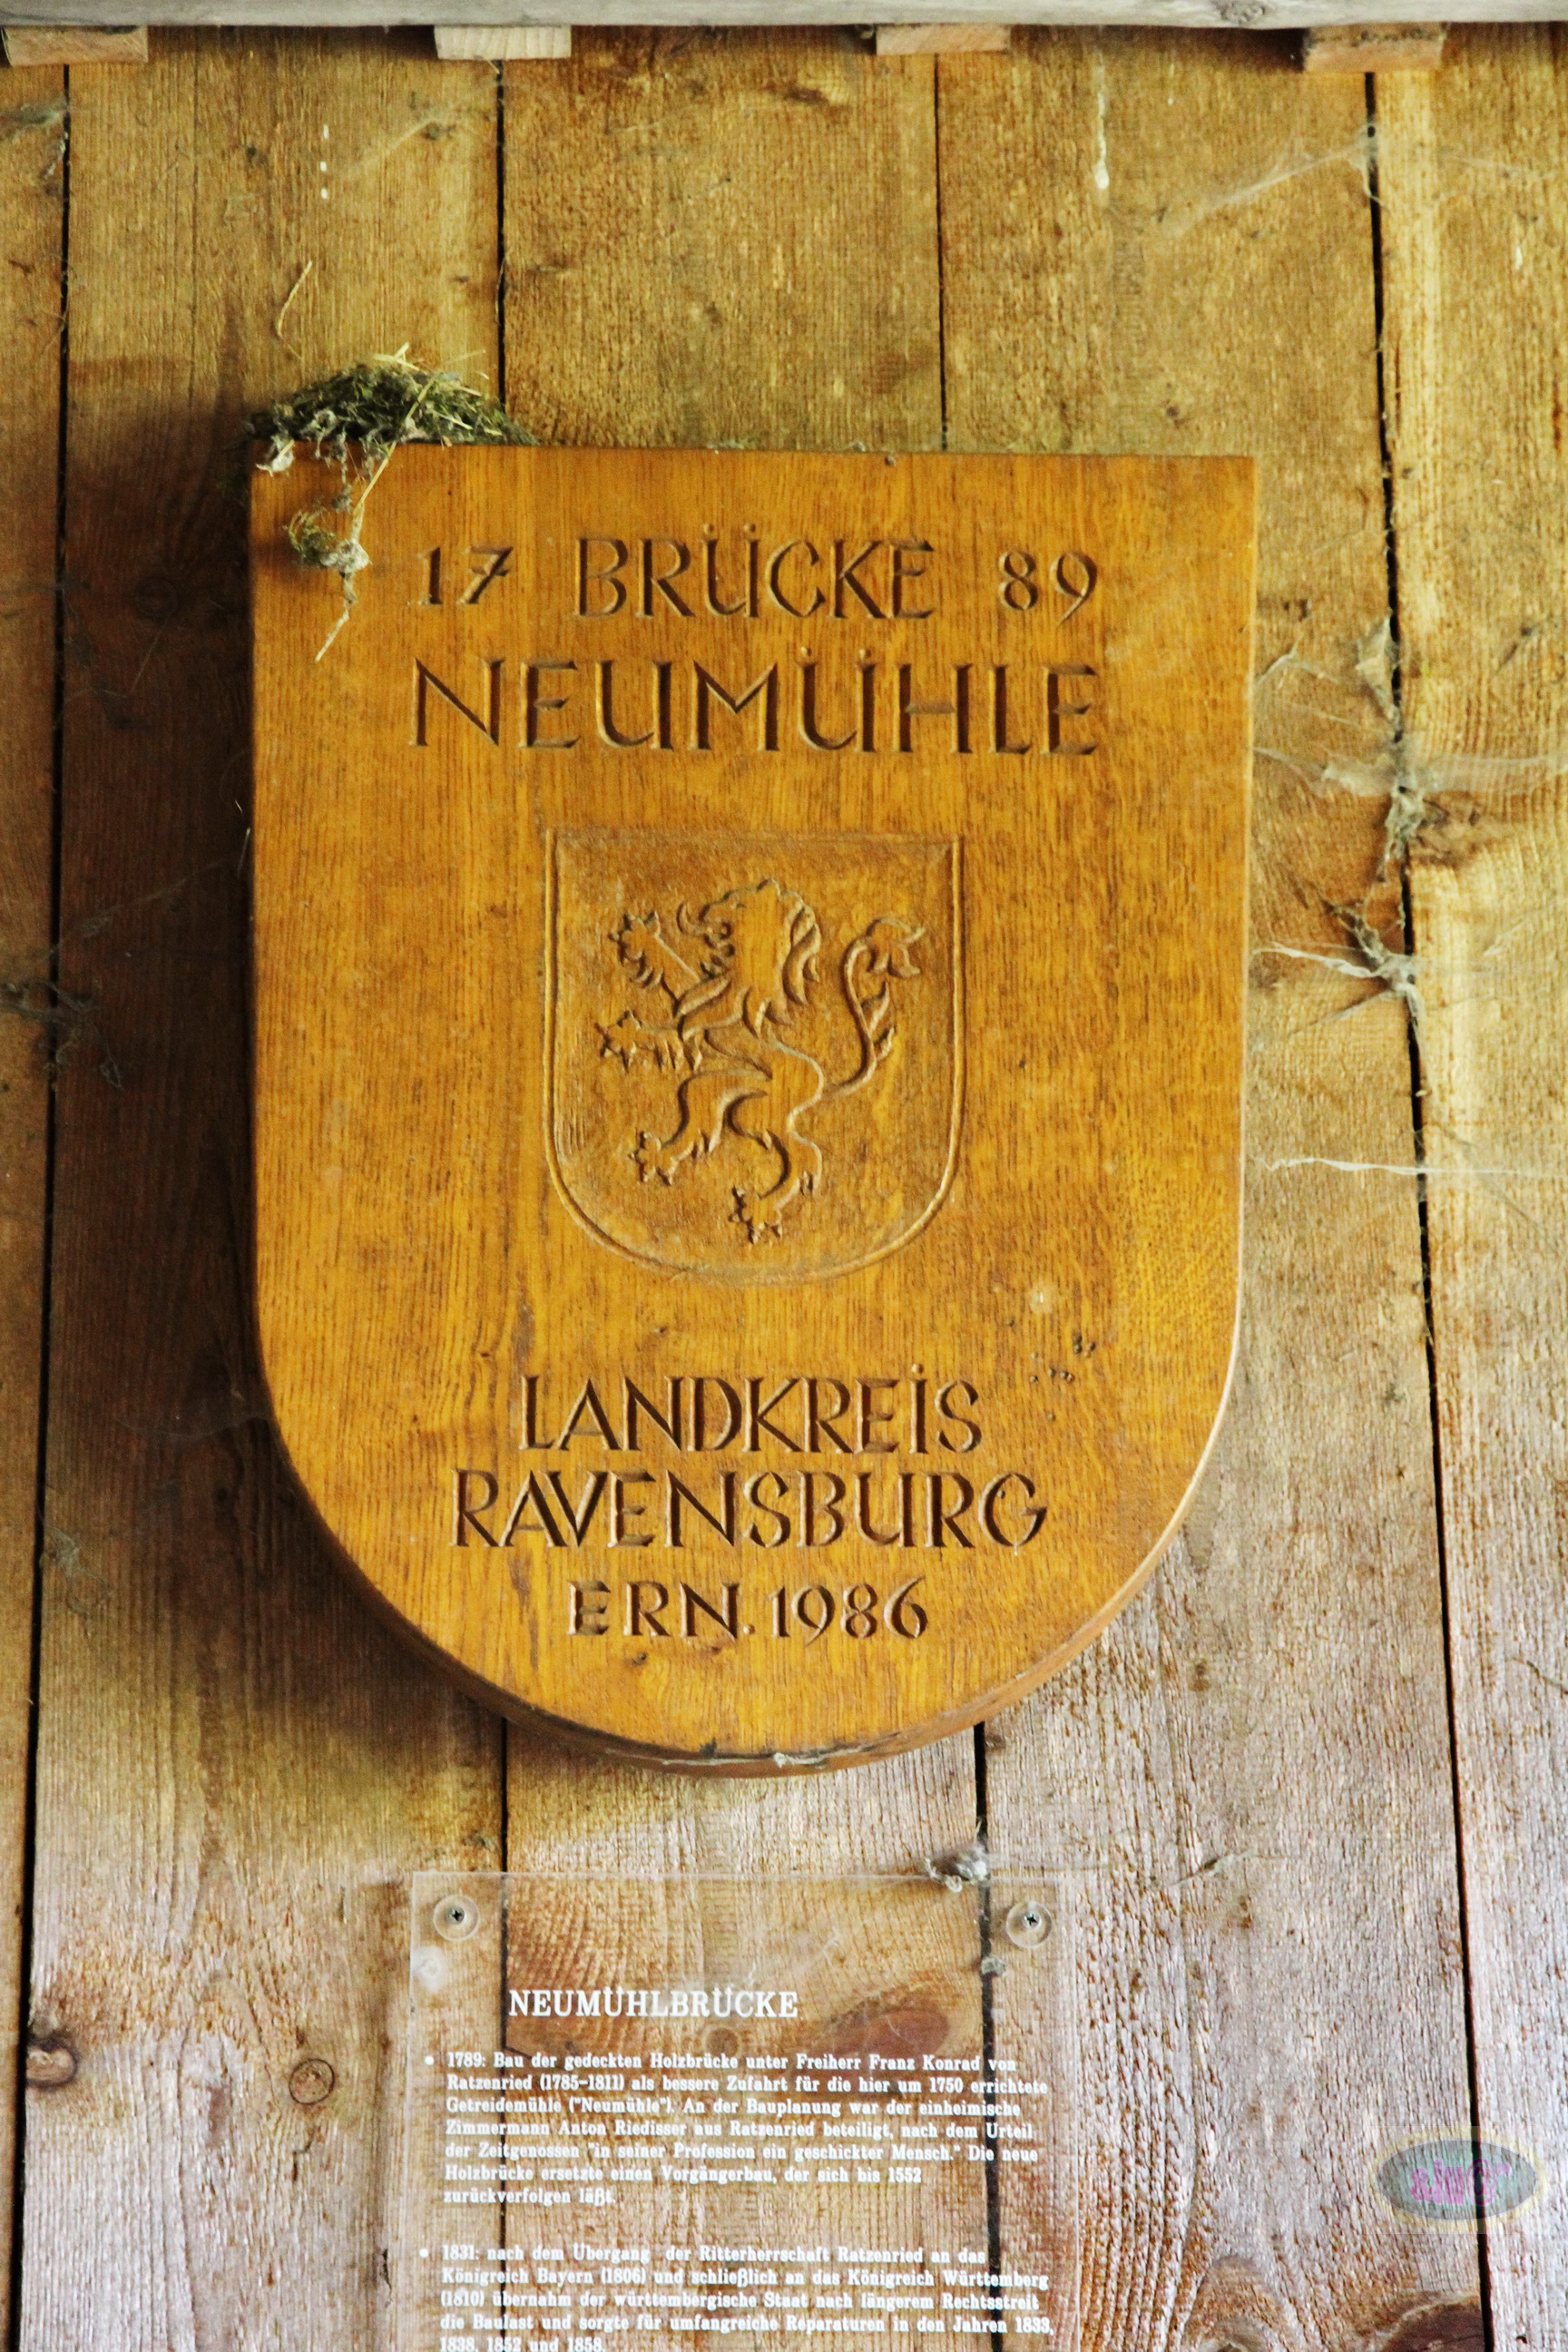 17 BRÜCKE 89
NEUMÜHLE
LANDKREIS
RAVENSBURG
ERN. 1986
NEUMÜHLBRÜCKE
• 1789: Bau der gedeckten Holzbrücke unter Freiherr Franz Konrad von
Ratzenried (1785-1811) als bessere Zufahrt für die hier um 1750 errichtete
Getreidemühle ("Neumühle"). An der Bauplanung war der einheimische
Zimmermann Anton Riedisser aus Ratzenried beteiligt, nach dem Urteil
der Zeitgenossen "in seiner Profession ein geschickter Mensch." Die neue
Holzbrücke ersetzte einen Vorgängerbau, der sich bis 1552
zurückverfolgen läßt.
• 1831: nach dem Übergang der Ritterherrschaft Ratzenried an das
Königreich Bayern (1806) und schließlich an das Königreich Württemberg
(1810) übernahm der württembergische Staat nach längerem Rechtsstreit
die Baulast und sorgte für umfangreiche Reparaturen in den Jahren 1833,
1838, 1852 und 1858.